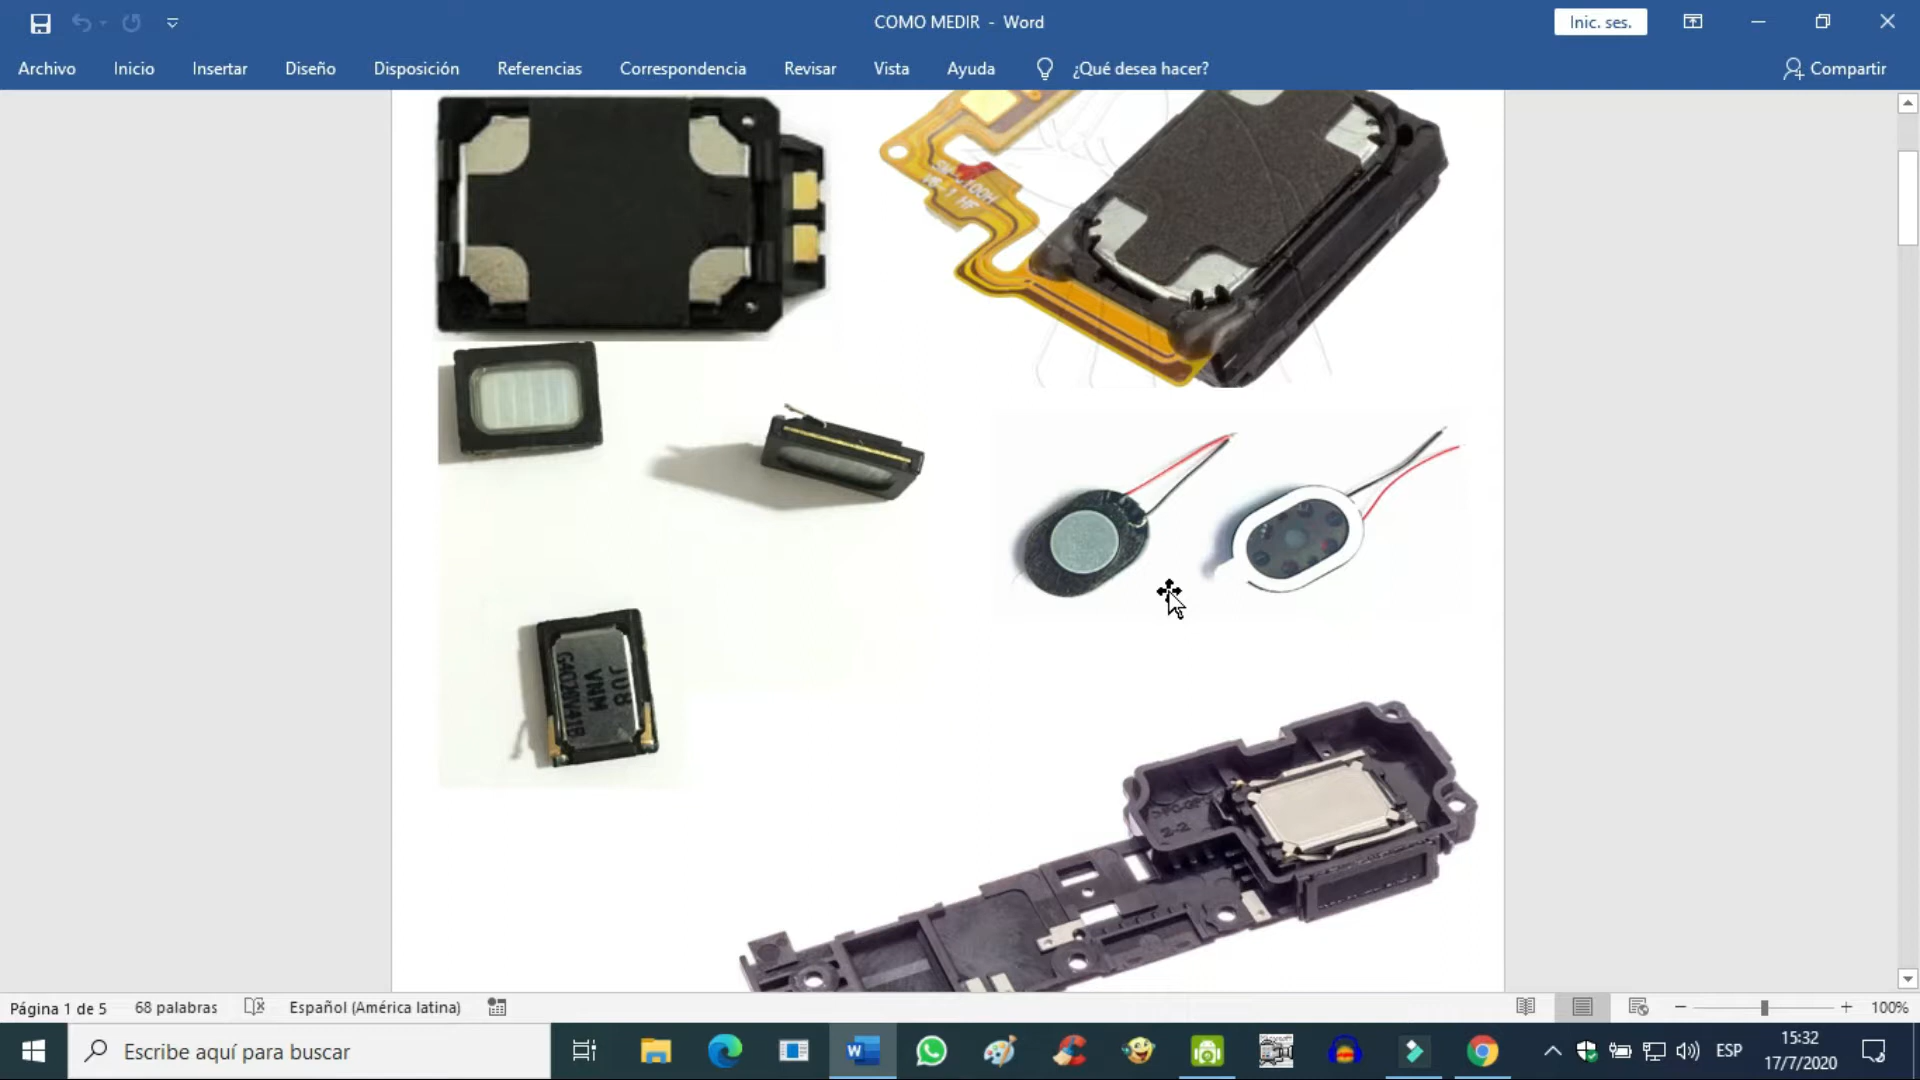 COMO MEDIR - Word
Inic. ses.
Archivo Inicio Insertar Diseño Disposición Referencias Correspondencia Revisar Vista Ayuda ¿Qué desea hacer? Compartir
J08
VNM
Página 1 de 5 68 palabras Español (América latina) 100%
Escribe aquí para buscar
ESP
15:32
17/7/2020